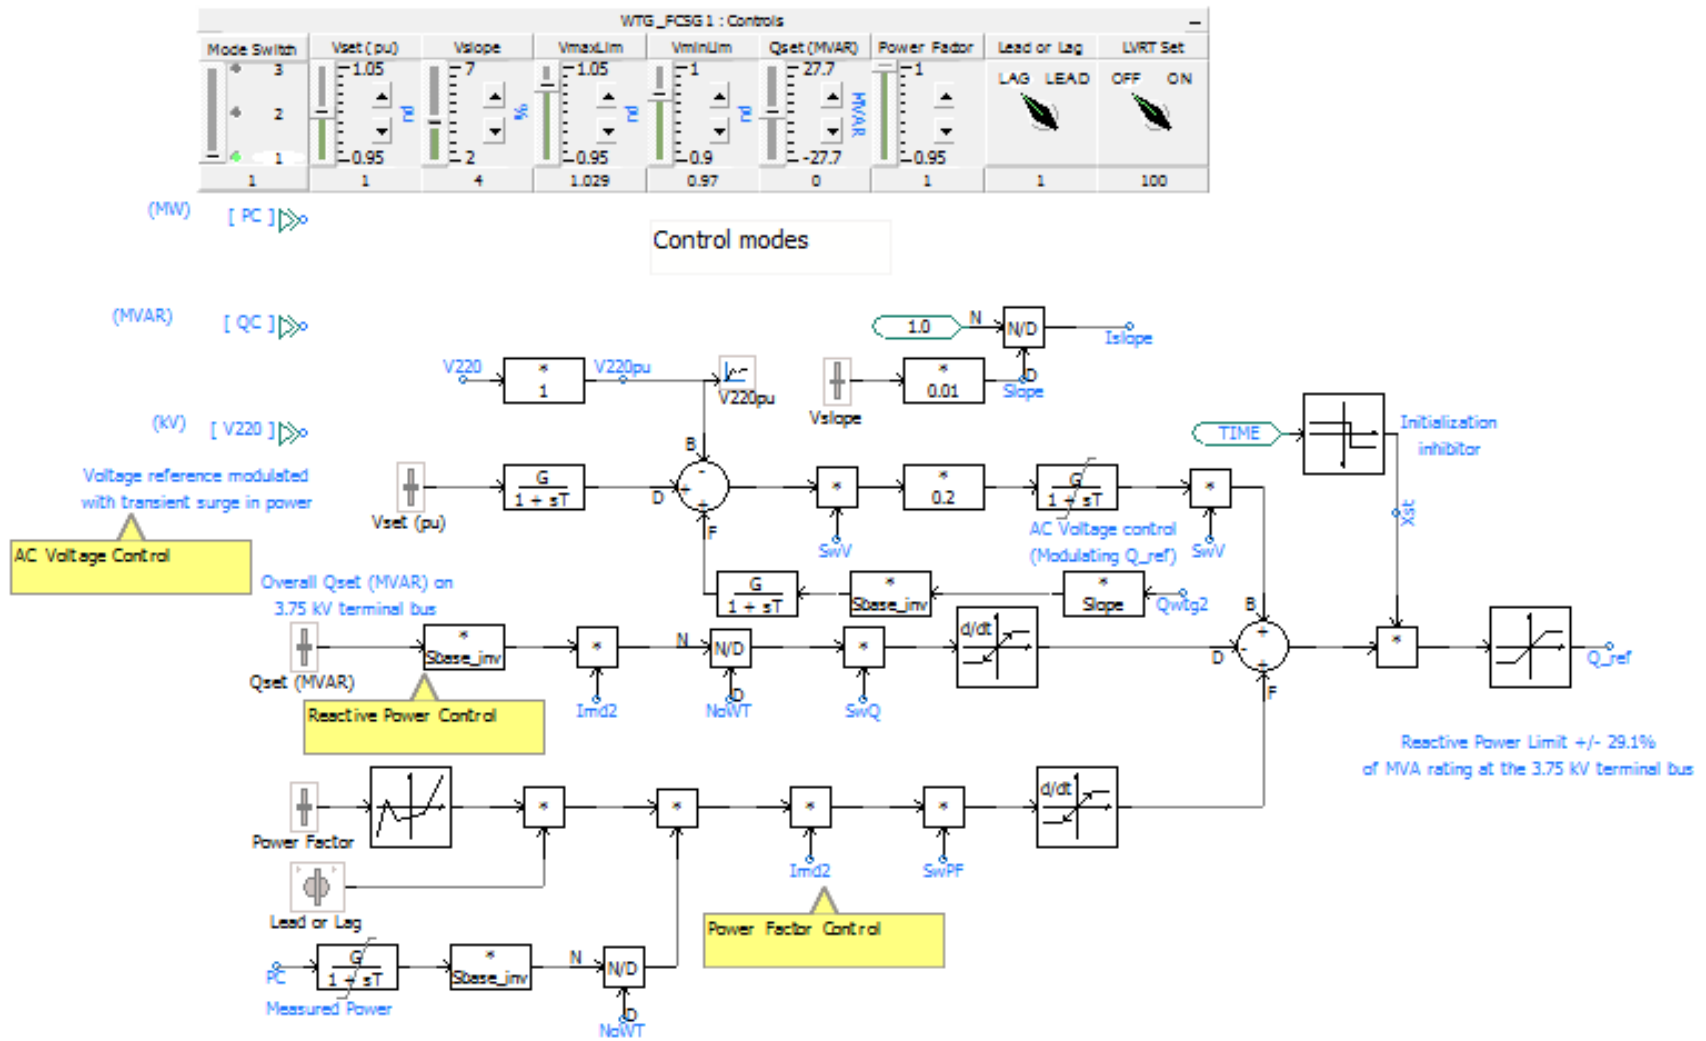 WTG_FCSG1 : Controls
Mode Switch
Vset (pu)
Vslope
VmaxLim
VminLim
Qset (MVAR)
Power Factor
Lead or Lag
LVRT Set
3
2
1
1.05
0.95
pu
7
2
%
1.05
0.95
pu
1
0.9
pu
27.7
-27.7
MVAR
1
0.95
LAG LEAD
OFF ON
1
1
4
1.029
0.97
0
1
1
100
(MW) [ PC ]
Control modes
(MVAR) [ QC ]
1.0
N
N/D
D
Islope
V220
*
1
V220pu
V220pu
Vslope
*
0.01
Slope
(kV) [ V220 ]
TIME
Initialization
inhibitor
Xst
Voltage reference modulated
with transient surge in power
AC Voltage Control
Vset (pu)
G
1 + sT
B
-
D
+
+
F
*
SwV
*
0.2
G
1 + sT
AC Voltage control
(Modulating Q_ref)
*
SwV
G
1 + sT
*
Sbase_inv
*
Slope
Qwtg2
Overall Qset (MVAR) on
3.75 kV terminal bus
Qset (MVAR)
*
Sbase_inv
Reactive Power Control
*
Imd2
N
N/D
D
NoWT
*
SwQ
d/dt
B
+
D
-
+
F
*
Q_ref
Reactive Power Limit +/- 29.1%
of MVA rating at the 3.75 kV terminal bus
Power Factor
*
*
*
Imd2
*
SwPF
d/dt
Power Factor Control
Lead or Lag
PC
G
1 + sT
Measured Power
*
Sbase_inv
N
N/D
D
NoWT